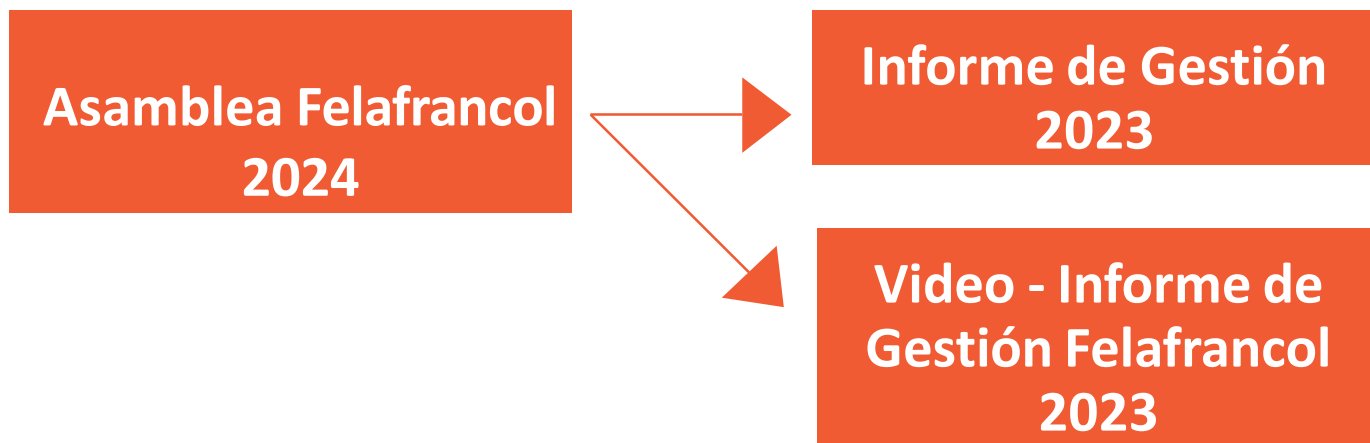 Asamblea Felafrancol
2024
Informe de Gestión
2023
Video - Informe de
Gestión Felafrancol
2023